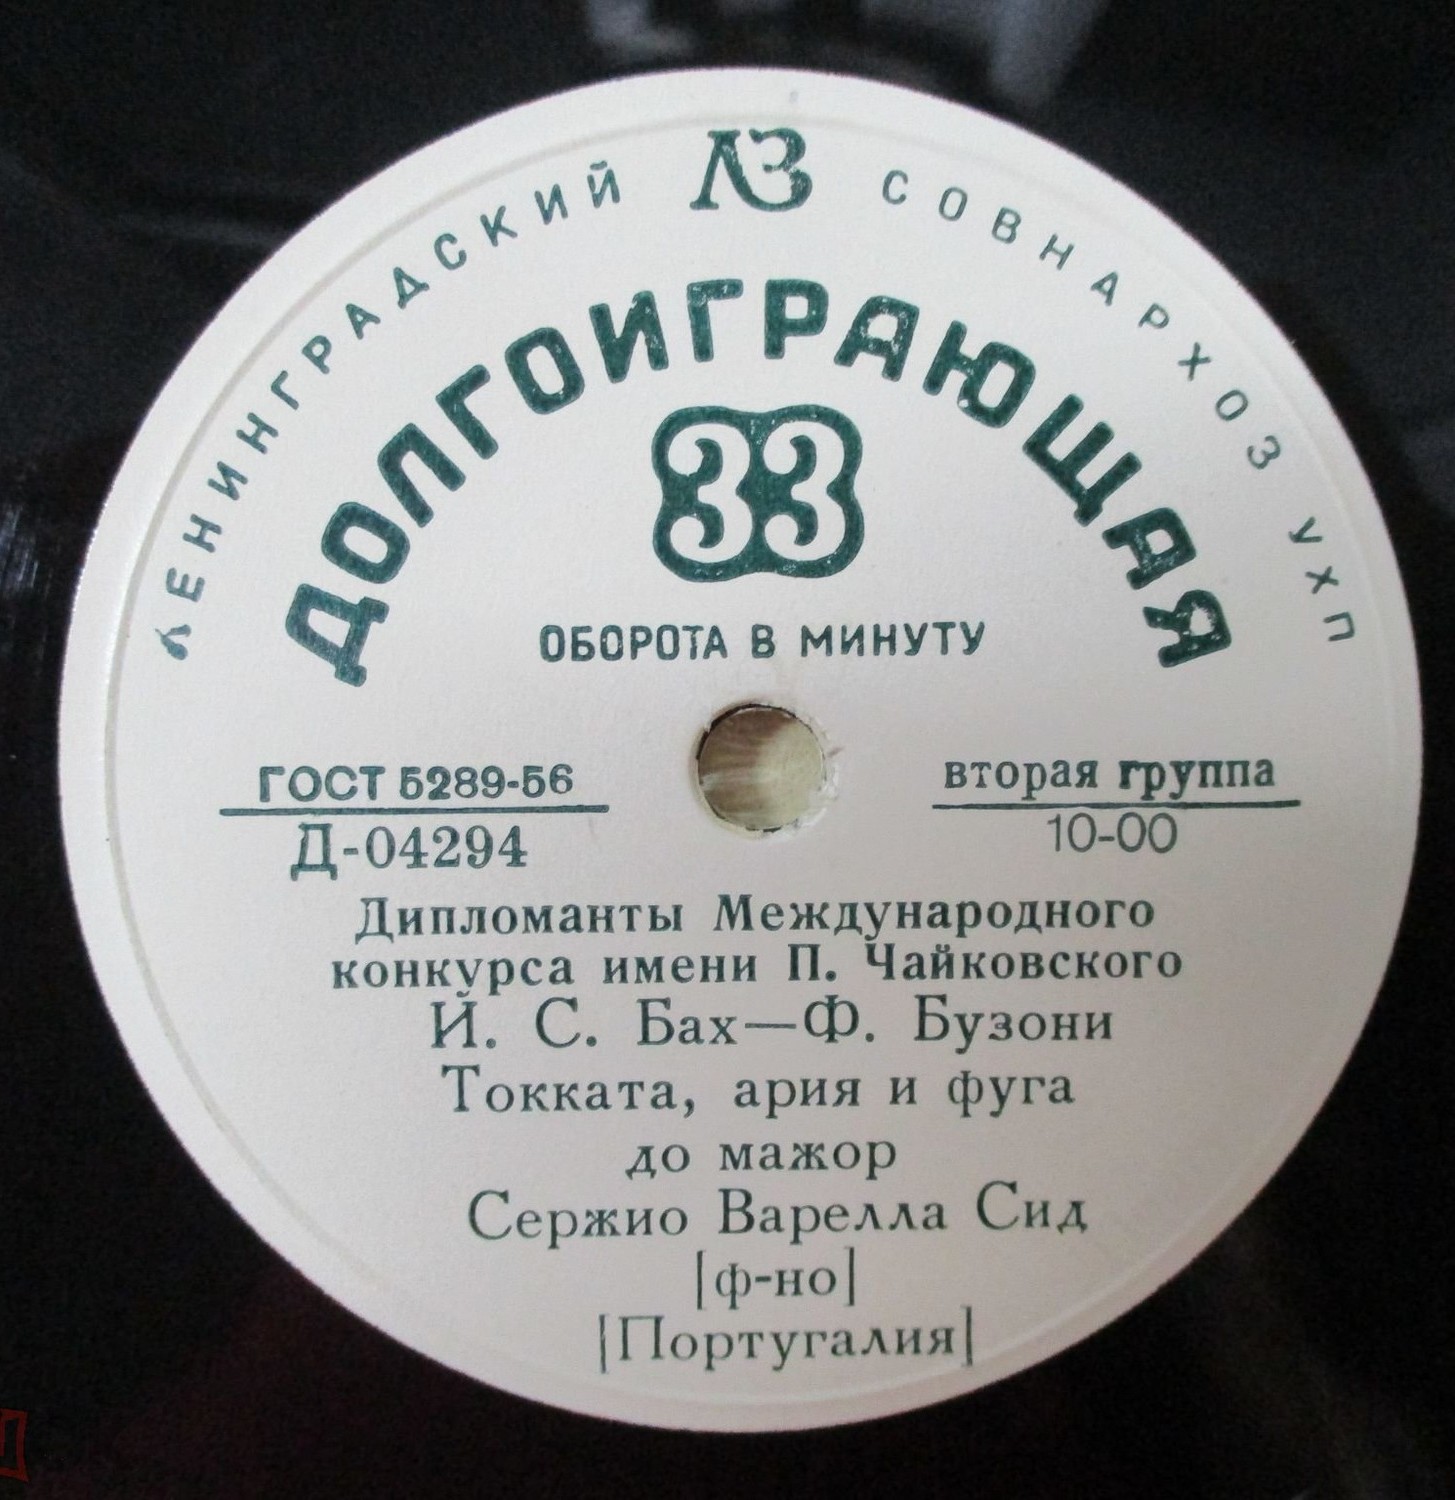 ЛЕНИНГРАДСКИЙ ЛЗ СОВНАРХОЗ УХП
ДОЛГОИГРАЮЩАЯ
33
ОБОРОТА В МИНУТУ
ГОСТ 5289-56
Д-04294
вторая группа
10-00
Дипломанты Международного
конкурса имени П. Чайковского
И. С. Бах—Ф. Бузони
Токката, ария и фуга
до мажор
Сержио Варелла Сид
[ф-но]
[Португалия]